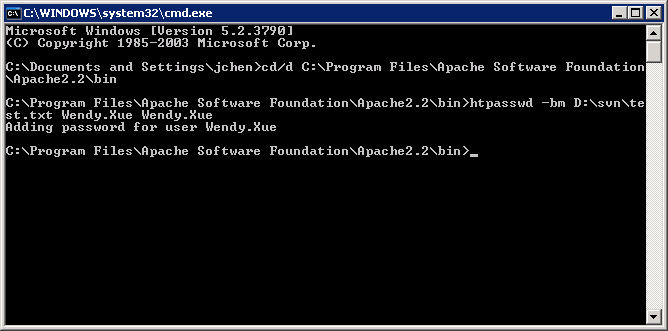 C:\WINDOWS\system32\cmd.exe
Microsoft Windows [Version 5.2.3790]
(C) Copyright 1985-2003 Microsoft Corp.
C:\Documents and Settings\jchen>cd/d C:\Program Files\Apache Software Foundation
\Apache2.2\bin
C:\Program Files\Apache Software Foundation\Apache2.2\bin>htpasswd -bm D:\svn\te
st.txt Wendy.Xue Wendy.Xue
Adding password for user Wendy.Xue
C:\Program Files\Apache Software Foundation\Apache2.2\bin>_